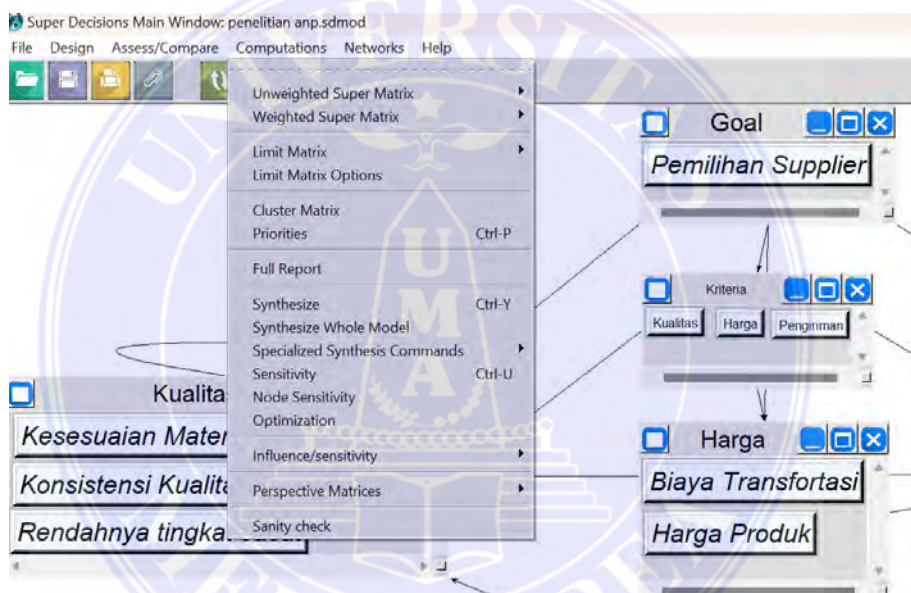 Super Decisions Main Window: penelitian anp.sdmod
File Design Assess/Compare Computations Networks Help
Unweighted Super Matrix
Weighted Super Matrix
Limit Matrix
Limit Matrix Options
Cluster Matrix
Priorities Ctrl-P
Full Report
Synthesize Ctrl-Y
Synthesize Whole Model
Specialized Synthesis Commands
Sensitivity Ctrl-U
Node Sensitivity
Optimization
Influence/sensitivity
Perspective Matrices
Sanity check
Goal
Pemilihan Supplier
Kriteria
Kualitas Harga Pengiriman
Kualita
Kesesuaian Mater
Konsistensi Kualita
Rendahnya tingka
Harga
Biaya Transfortasi
Harga Produk
UMA